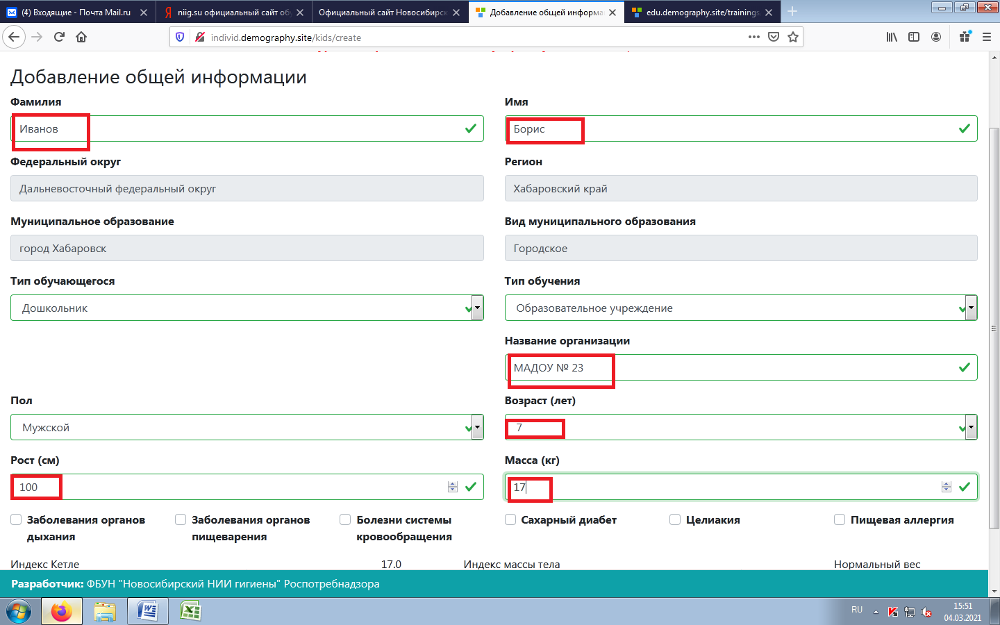 (4) Входящие - Почта Mail.ru
niig.su официальный сайт об
Официальный сайт Новосибирс
Добавление общей информа
edu.demography.site/trainings
individ.demography.site/kids/create
Добавление общей информации
Фамилия
Имя
Иванов
Борис
Федеральный округ
Регион
Дальневосточный федеральный округ
Хабаровский край
Муниципальное образование
Вид муниципального образования
город Хабаровск
Городское
Тип обучающегося
Тип обучения
Дошкольник
Образовательное учреждение
Название организации
МАДОУ № 23
Пол
Возраст (лет)
Мужской
7
Рост (см)
Масса (кг)
100
17
Заболевания органов дыхания
Заболевания органов пищеварения
Болезни системы кровообращения
Сахарный диабет
Целиакия
Пищевая аллергия
Индекс Кетле 17.0 Индекс массы тела Нормальный вес
Разработчик: ФБУН "Новосибирский НИИ гигиены" Роспотребнадзора
RU
15:51
04.03.2021